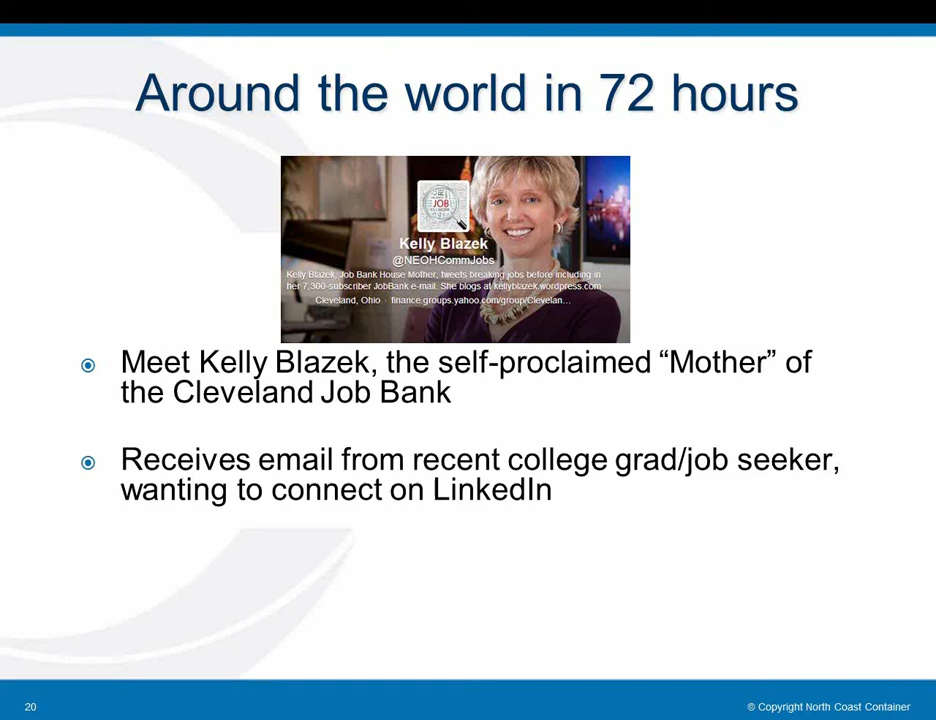 Around the world in 72 hours
JOB
Kelly Blazek
@NEOHCommJobs
Kelly Blazek, Job Bank House Mother, tweets breaking jobs before including in
her 7,300-subscriber JobBank e-mail. She blogs at kellyblazek.wordpress.com
Cleveland, Ohio · finance.groups.yahoo.com/group/Clevelan...
Meet Kelly Blazek, the self-proclaimed “Mother” of
the Cleveland Job Bank
Receives email from recent college grad/job seeker,
wanting to connect on LinkedIn
20
© Copyright North Coast Container